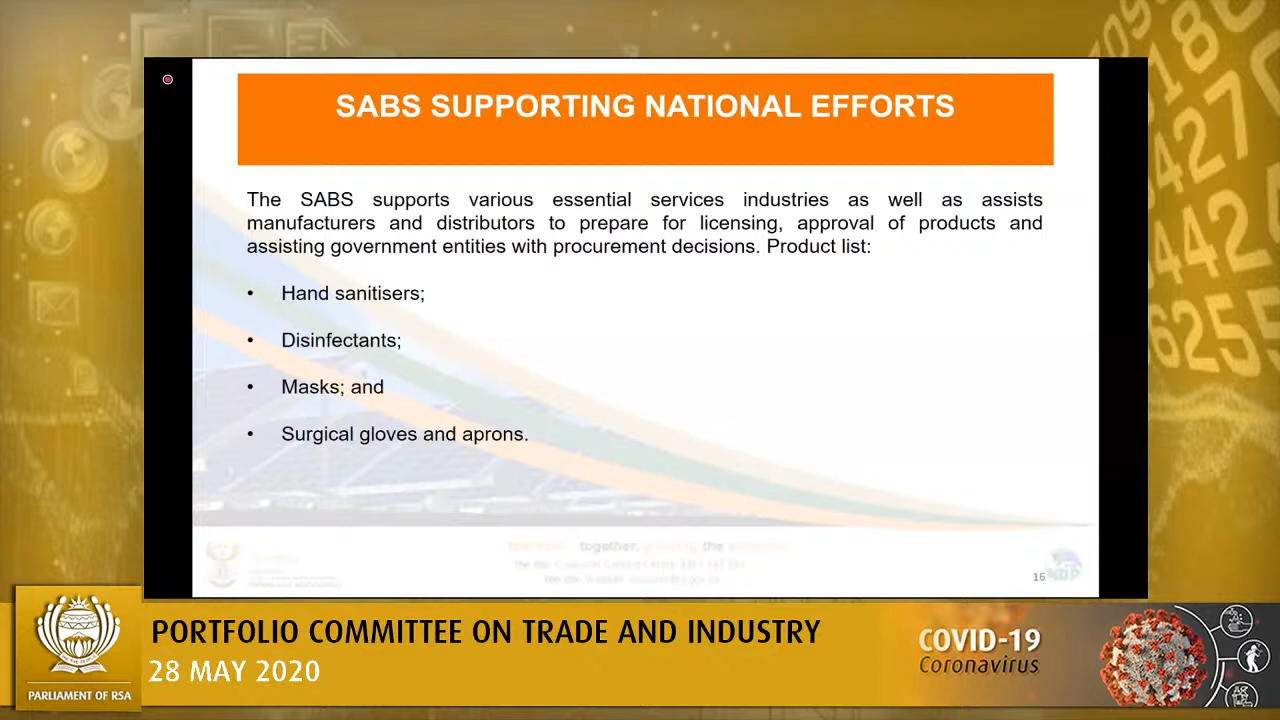 SABS SUPPORTING NATIONAL EFFORTS
The SABS supports various essential services industries as well as assists
manufacturers and distributors to prepare for licensing, approval of products and
assisting government entities with procurement decisions. Product list:
• Hand sanitisers;
• Disinfectants;
• Masks; and
• Surgical gloves and aprons.
together, growing the
16
NDP
PARLIAMENT OF RSA
PORTFOLIO COMMITTEE ON TRADE AND INDUSTRY
28 MAY 2020
COVID-19
Coronavirus